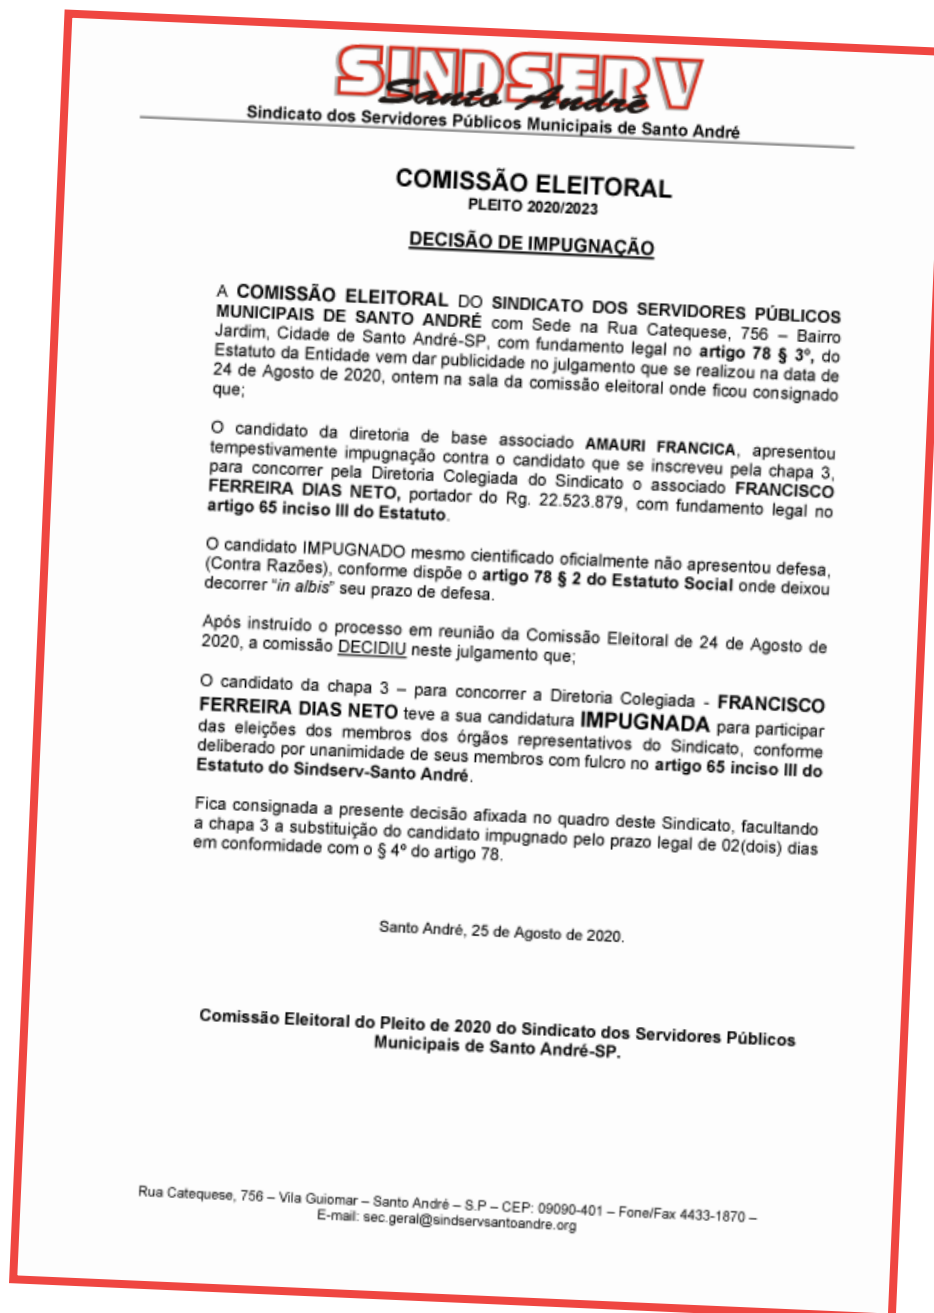 SINDSERV
Santo André
Sindicato dos Servidores Públicos Municipais de Santo André
COMISSÃO ELEITORAL
PLEITO 2020/2023
DECISÃO DE IMPUGNAÇÃO
A COMISSÃO ELEITORAL DO SINDICATO DOS SERVIDORES PÚBLICOS
MUNICIPAIS DE SANTO ANDRÉ com Sede na Rua Catequese, 756 – Bairro
Jardim, Cidade de Santo André-SP, com fundamento legal no artigo 78 § 3º, do
Estatuto da Entidade vem dar publicidade no julgamento que se realizou na data de
24 de Agosto de 2020, ontem na sala da comissão eleitoral onde ficou consignado
que;
O candidato da diretoria de base associado AMAURI FRANCICA, apresentou
tempestivamente impugnação contra o candidato que se inscreveu pela chapa 3,
para concorrer pela Diretoria Colegiada do Sindicato o associado FRANCISCO
FERREIRA DIAS NETO, portador do Rg. 22.523.879, com fundamento legal no
artigo 65 inciso III do Estatuto.
O candidato IMPUGNADO mesmo cientificado oficialmente não apresentou defesa,
(Contra Razões), conforme dispõe o artigo 78 § 2 do Estatuto Social onde deixou
decorrer “in albis” seu prazo de defesa.
Após instruído o processo em reunião da Comissão Eleitoral de 24 de Agosto de
2020, a comissão DECIDIU neste julgamento que;
O candidato da chapa 3 – para concorrer a Diretoria Colegiada - FRANCISCO
FERREIRA DIAS NETO teve a sua candidatura IMPUGNADA para participar
das eleições dos membros dos órgãos representativos do Sindicato, conforme
deliberado por unanimidade de seus membros com fulcro no artigo 65 inciso III do
Estatuto do Sindserv-Santo André.
Fica consignada a presente decisão afixada no quadro deste Sindicato, facultando
a chapa 3 a substituição do candidato impugnado pelo prazo legal de 02(dois) dias
em conformidade com o § 4º do artigo 78.
Santo André, 25 de Agosto de 2020.
Comissão Eleitoral do Pleito de 2020 do Sindicato dos Servidores Públicos
Municipais de Santo André-SP.
Rua Catequese, 756 – Vila Guiomar – Santo André – S.P – CEP: 09090-401 – Fone/Fax 4433-1870 –
E-mail: sec.geral@sindservsantoandre.org